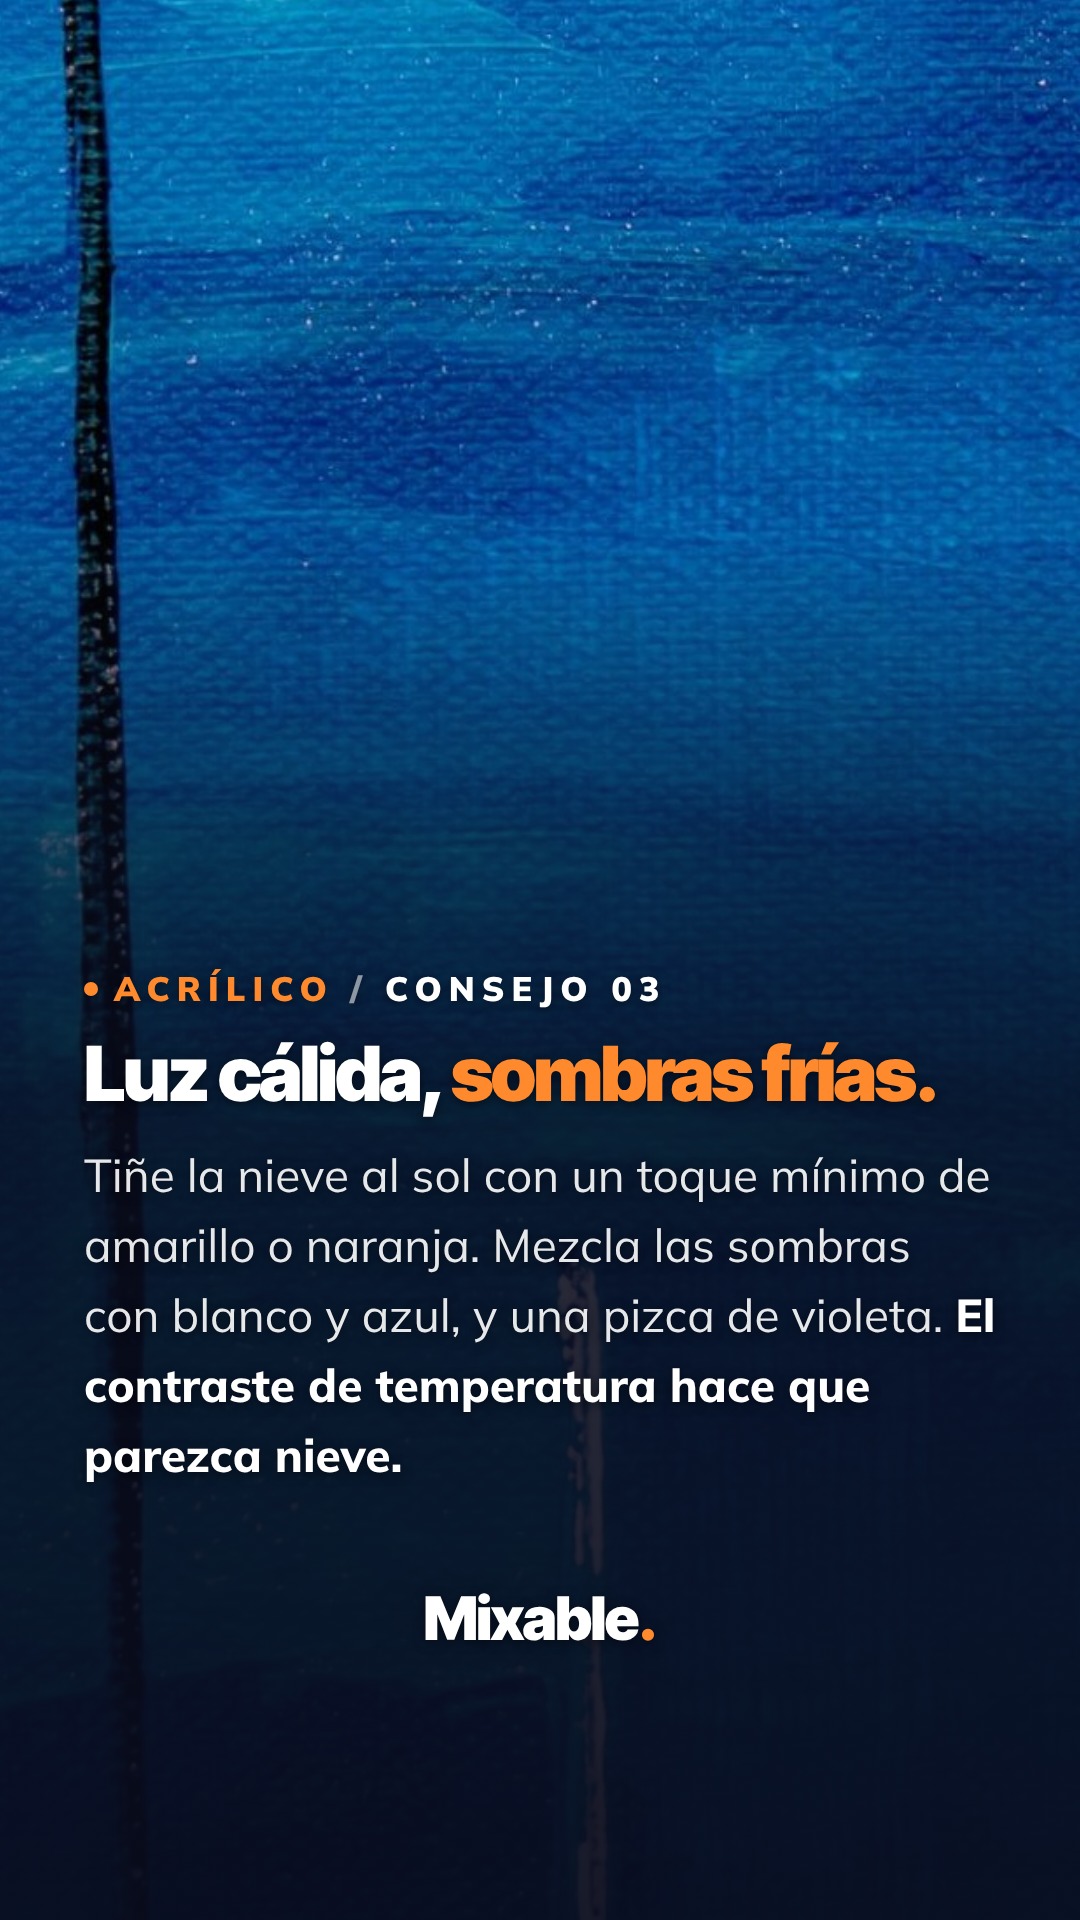 • ACRÍLICO / CONSEJO 03
Luz cálida, sombras frías.
Tiñe la nieve al sol con un toque mínimo de
amarillo o naranja. Mezcla las sombras
con blanco y azul, y una pizca de violeta. El
contraste de temperatura hace que
parezca nieve.
Mixable.